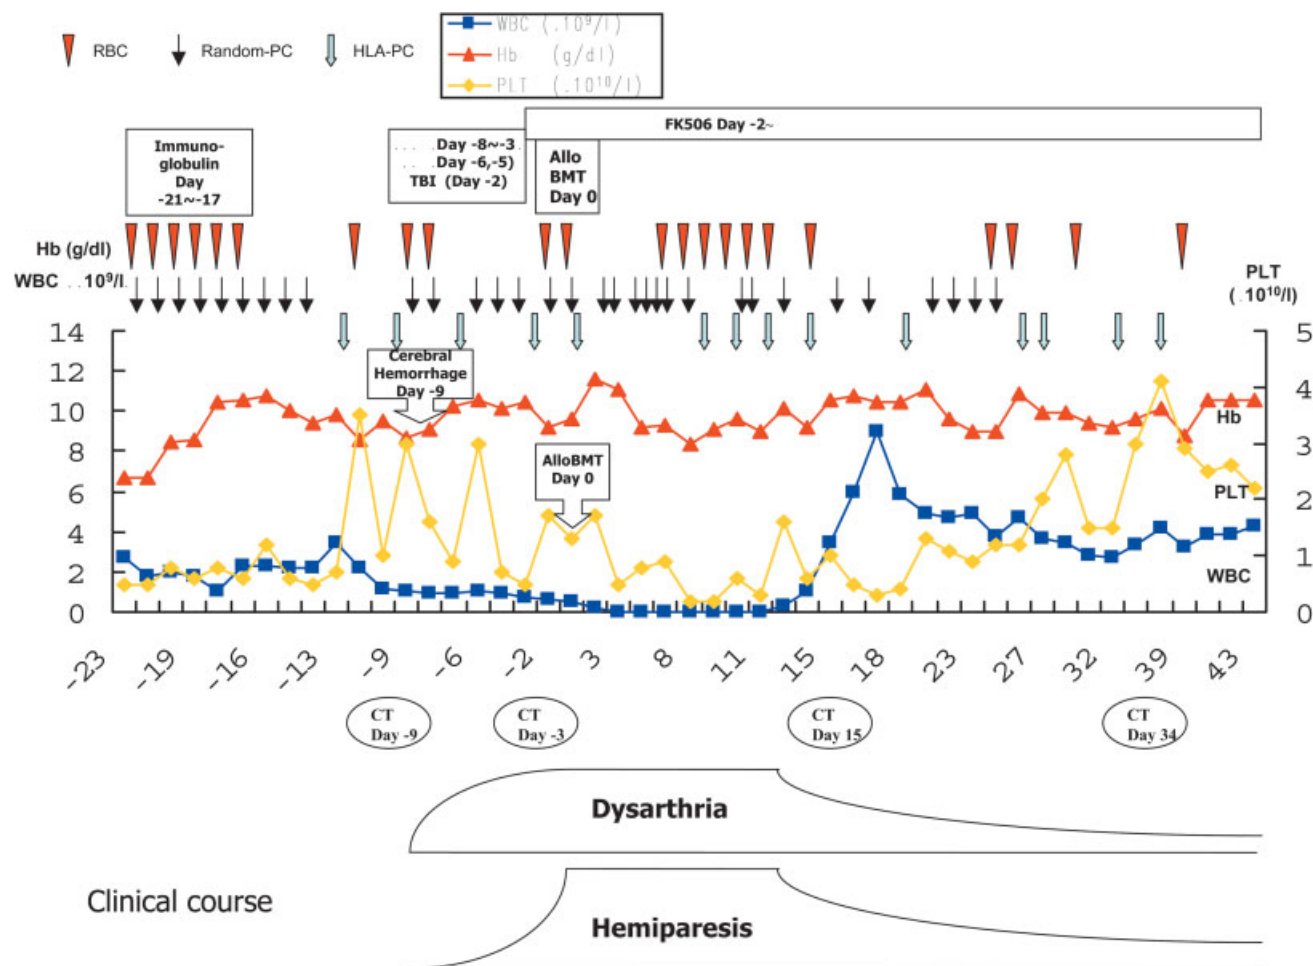 RBC
Random-PC
HLA-PC
WBC (.10⁹/l)
Hb (g/dl)
PLT (.10¹⁰/l)
FK506 Day -2~
Immuno-
globulin
Day
-21~-17
Day -8~-3
Day -6,-5)
TBI (Day -2)
Allo
BMT
Day 0
Hb (g/dl)
WBC ...10⁹/l.
PLT
(.10¹⁰/l)
14
12
10
8
6
4
2
0
5
4
3
2
1
0
Cerebral
Hemorrhage
Day -9
AlloBMT
Day 0
Hb
PLT
WBC
-23
-19
-16
-13
-9
-6
-2
3
8
11
15
18
23
27
32
39
43
CT
Day -9
CT
Day -3
CT
Day 15
CT
Day 34
Dysarthria
Clinical course
Hemiparesis